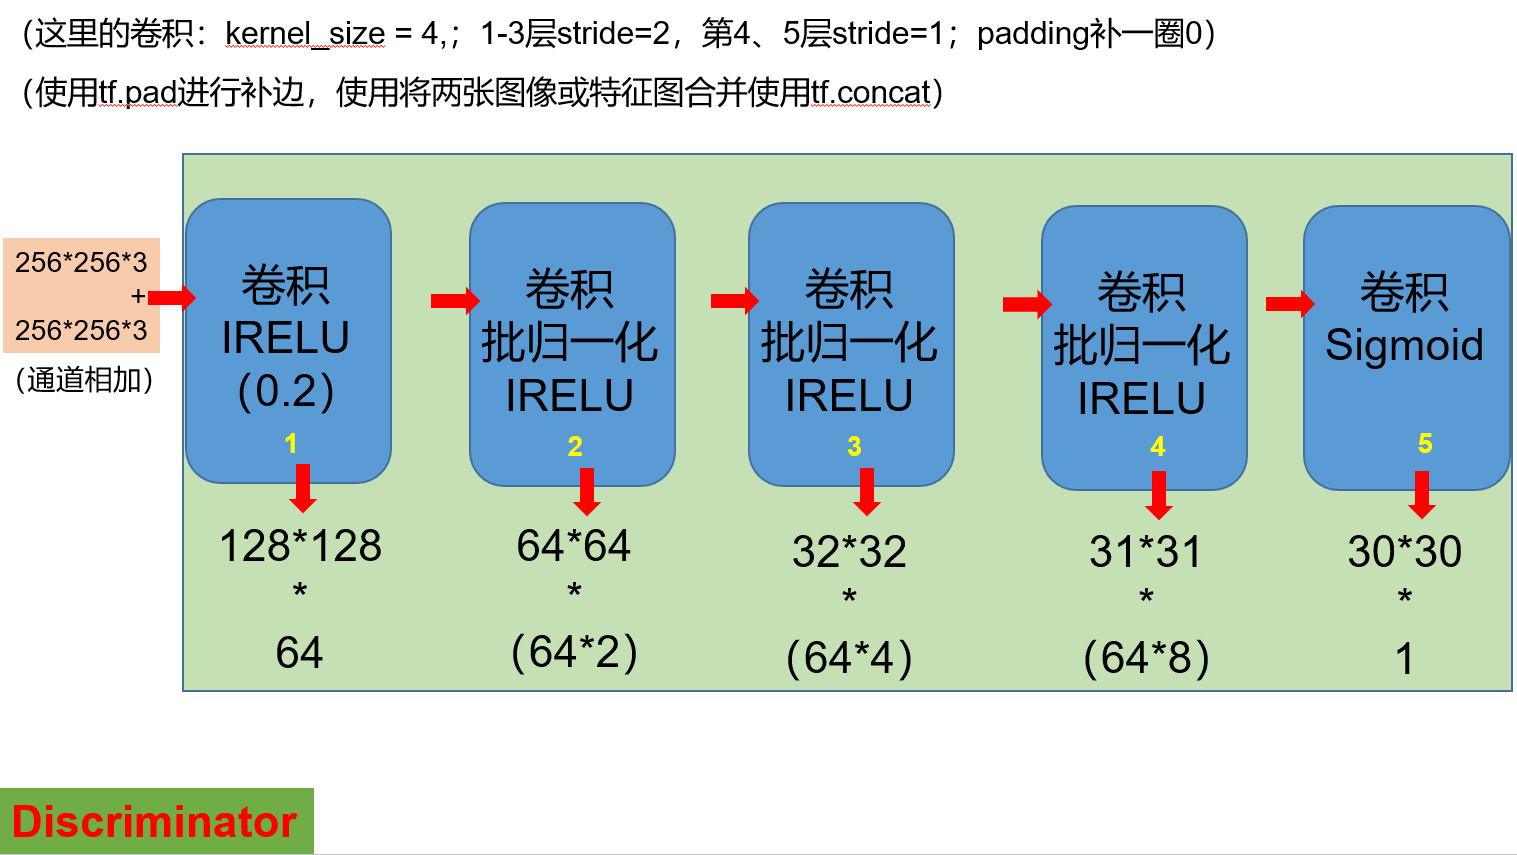 （这里的卷积：kernel_size = 4,；1-3层stride=2，第4、5层stride=1；padding补一圈0）
（使用tf.pad进行补边，使用将两张图像或特征图合并使用tf.concat）
256*256*3
+
256*256*3
（通道相加）
卷积
lRELU
（0.2）
1
128*128
*
64
卷积
批归一化
lRELU
2
64*64
*
（64*2）
卷积
批归一化
lRELU
3
32*32
*
（64*4）
卷积
批归一化
lRELU
4
31*31
*
（64*8）
卷积
Sigmoid
5
30*30
*
1
Discriminator